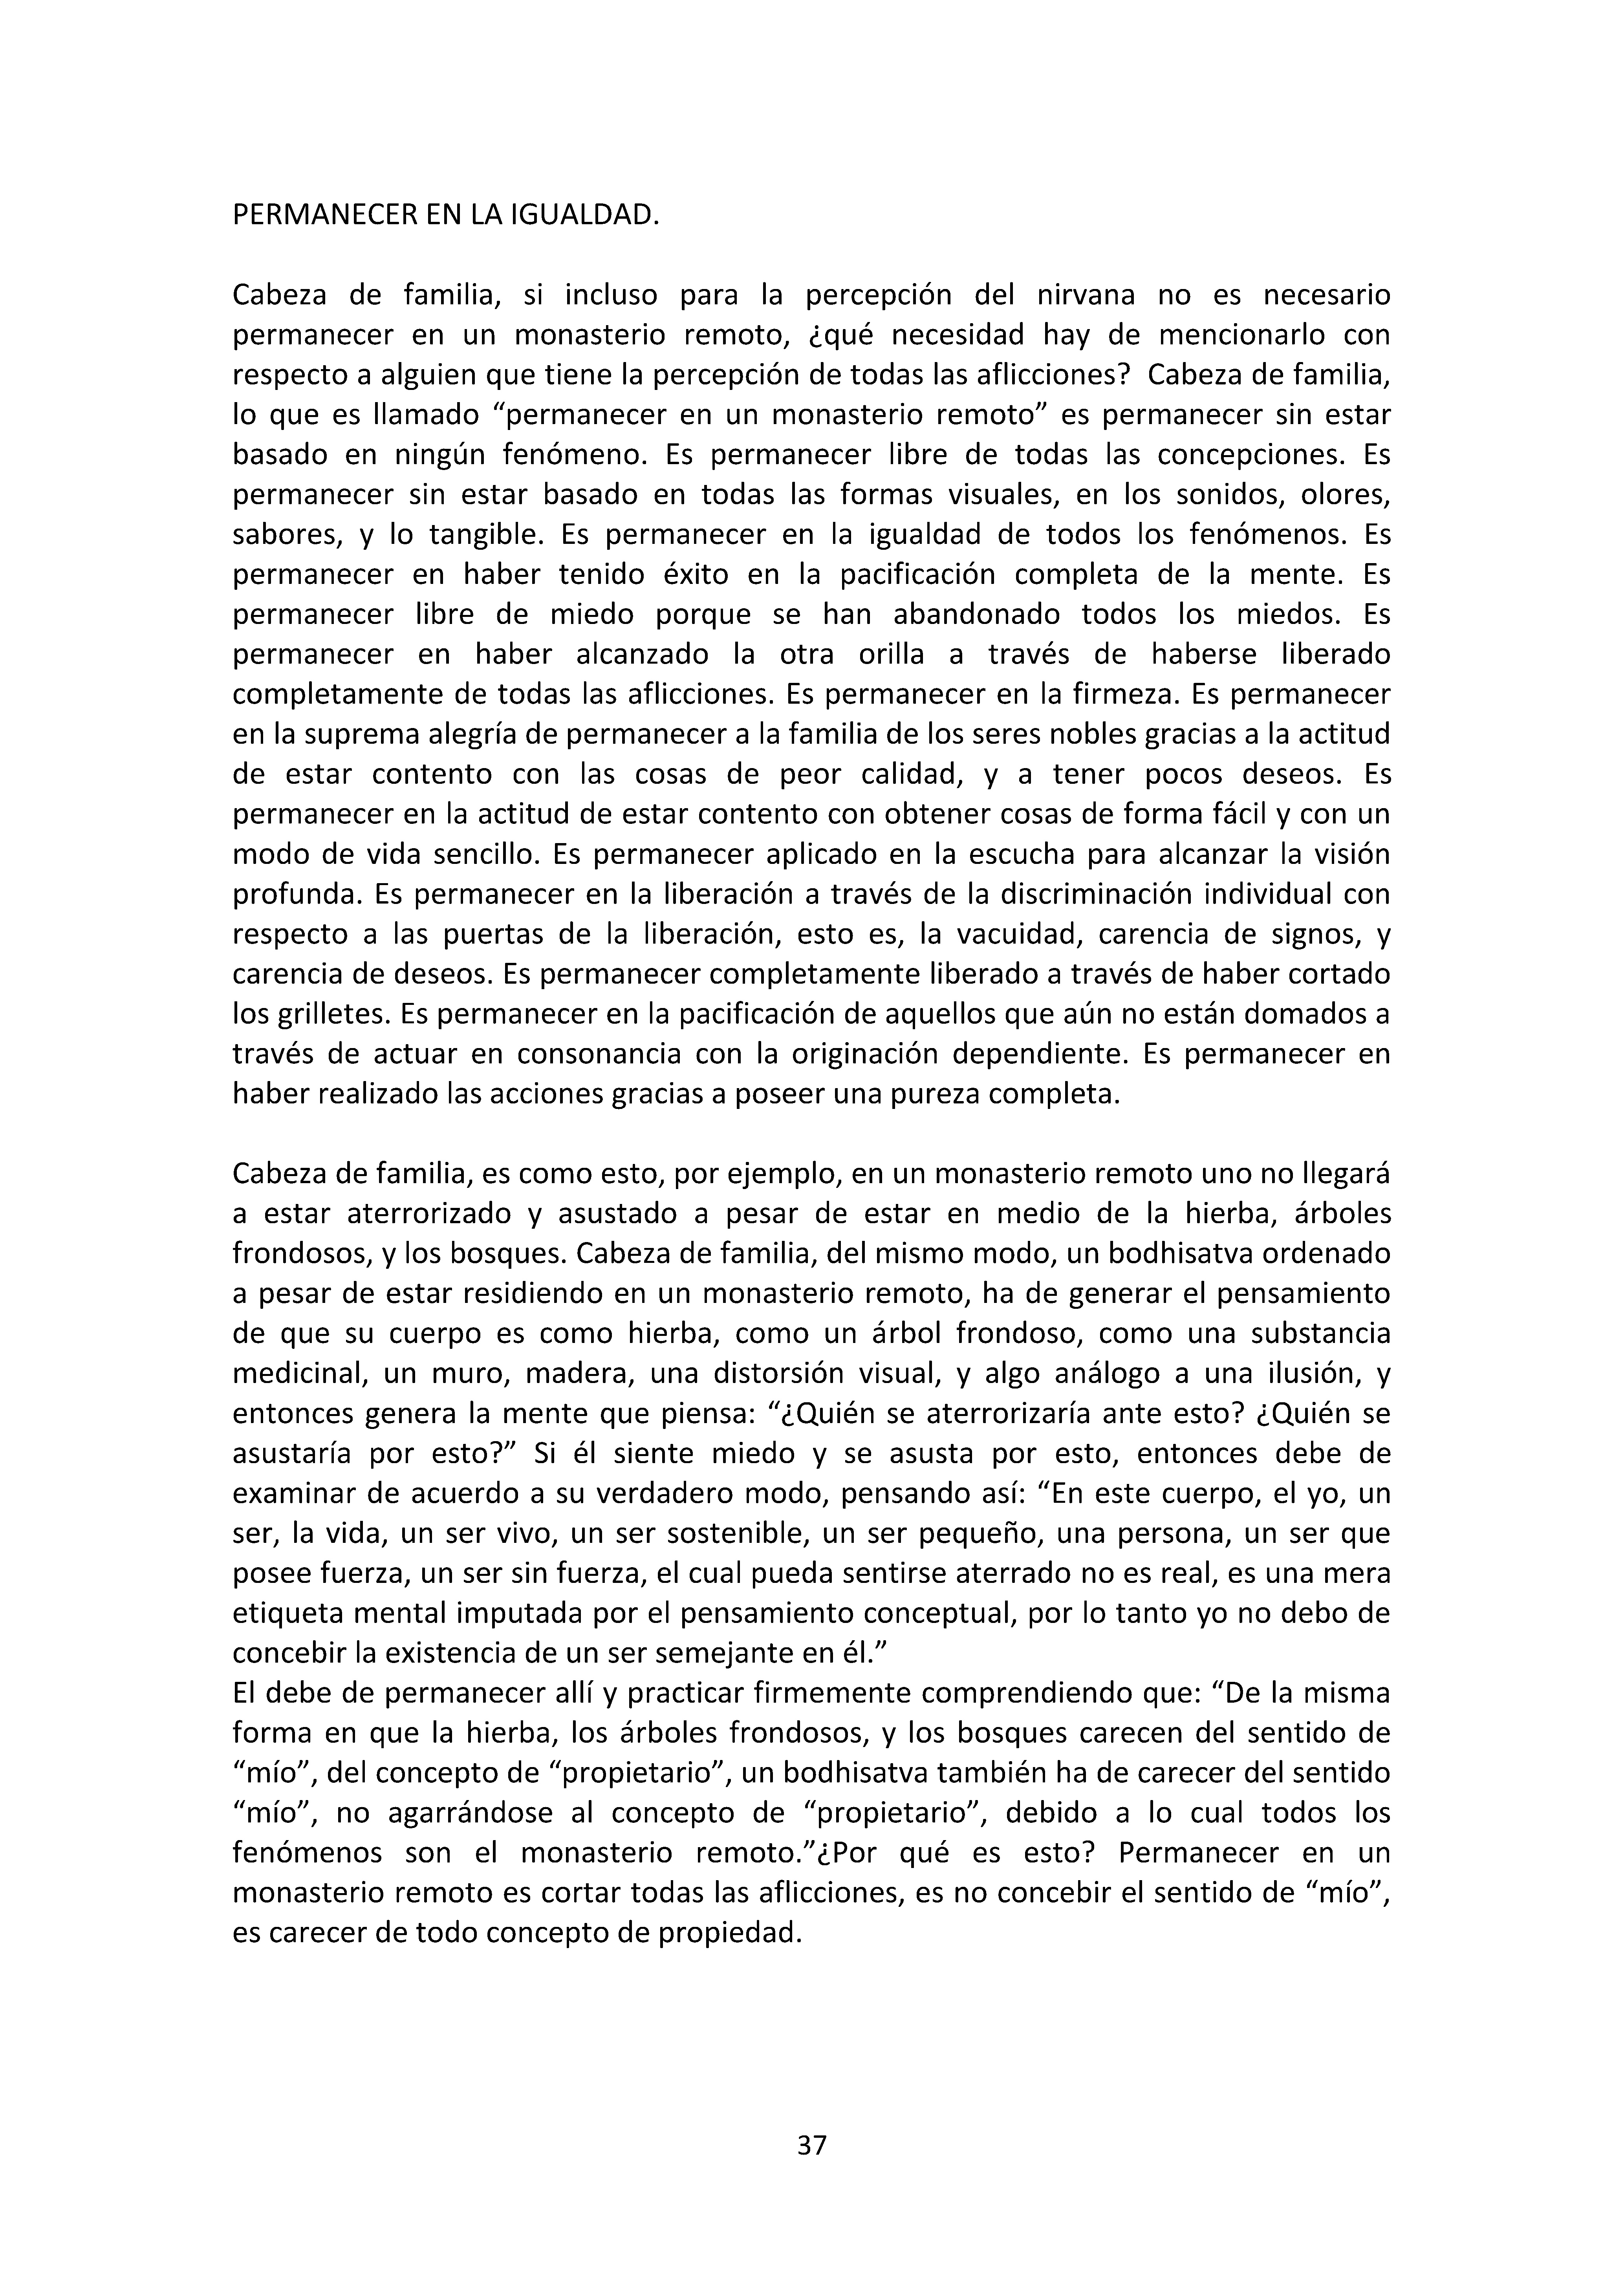 PERMANECER EN LA IGUALDAD.
Cabeza de familia, si incluso para la percepción del nirvana no es necesario
permanecer en un monasterio remoto, ¿qué necesidad hay de mencionarlo con
respecto a alguien que tiene la percepción de todas las aflicciones? Cabeza de familia,
lo que es llamado “permanecer en un monasterio remoto” es permanecer sin estar
basado en ningún fenómeno. Es permanecer libre de todas las concepciones. Es
permanecer sin estar basado en todas las formas visuales, en los sonidos, olores,
sabores, y lo tangible. Es permanecer en la igualdad de todos los fenómenos. Es
permanecer en haber tenido éxito en la pacificación completa de la mente. Es
permanecer libre de miedo porque se han abandonado todos los miedos. Es
permanecer en haber alcanzado la otra orilla a través de haberse liberado
completamente de todas las aflicciones. Es permanecer en la firmeza. Es permanecer
en la suprema alegría de permanecer a la familia de los seres nobles gracias a la actitud
de estar contento con las cosas de peor calidad, y a tener pocos deseos. Es
permanecer en la actitud de estar contento con obtener cosas de forma fácil y con un
modo de vida sencillo. Es permanecer aplicado en la escucha para alcanzar la visión
profunda. Es permanecer en la liberación a través de la discriminación individual con
respecto a las puertas de la liberación, esto es, la vacuidad, carencia de signos, y
carencia de deseos. Es permanecer completamente liberado a través de haber cortado
los grilletes. Es permanecer en la pacificación de aquellos que aún no están domados a
través de actuar en consonancia con la originación dependiente. Es permanecer en
haber realizado las acciones gracias a poseer una pureza completa.
Cabeza de familia, es como esto, por ejemplo, en un monasterio remoto uno no llegará
a estar aterrorizado y asustado a pesar de estar en medio de la hierba, árboles
frondosos, y los bosques. Cabeza de familia, del mismo modo, un bodhisatva ordenado
a pesar de estar residiendo en un monasterio remoto, ha de generar el pensamiento
de que su cuerpo es como hierba, como un árbol frondoso, como una substancia
medicinal, un muro, madera, una distorsión visual, y algo análogo a una ilusión, y
entonces genera la mente que piensa: “¿Quién se aterrorizaría ante esto? ¿Quién se
asustaría por esto?” Si él siente miedo y se asusta por esto, entonces debe de
examinar de acuerdo a su verdadero modo, pensando así: “En este cuerpo, el yo, un
ser, la vida, un ser vivo, un ser sostenible, un ser pequeño, una persona, un ser que
posee fuerza, un ser sin fuerza, el cual pueda sentirse aterrado no es real, es una mera
etiqueta mental imputada por el pensamiento conceptual, por lo tanto yo no debo de
concebir la existencia de un ser semejante en él.”
El debe de permanecer allí y practicar firmemente comprendiendo que: “De la misma
forma en que la hierba, los árboles frondosos, y los bosques carecen del sentido de
“mío”, del concepto de “propietario”, un bodhisatva también ha de carecer del sentido
“mío”, no agarrándose al concepto de “propietario”, debido a lo cual todos los
fenómenos son el monasterio remoto.”¿Por qué es esto? Permanecer en un
monasterio remoto es cortar todas las aflicciones, es no concebir el sentido de “mío”,
es carecer de todo concepto de propiedad.
37